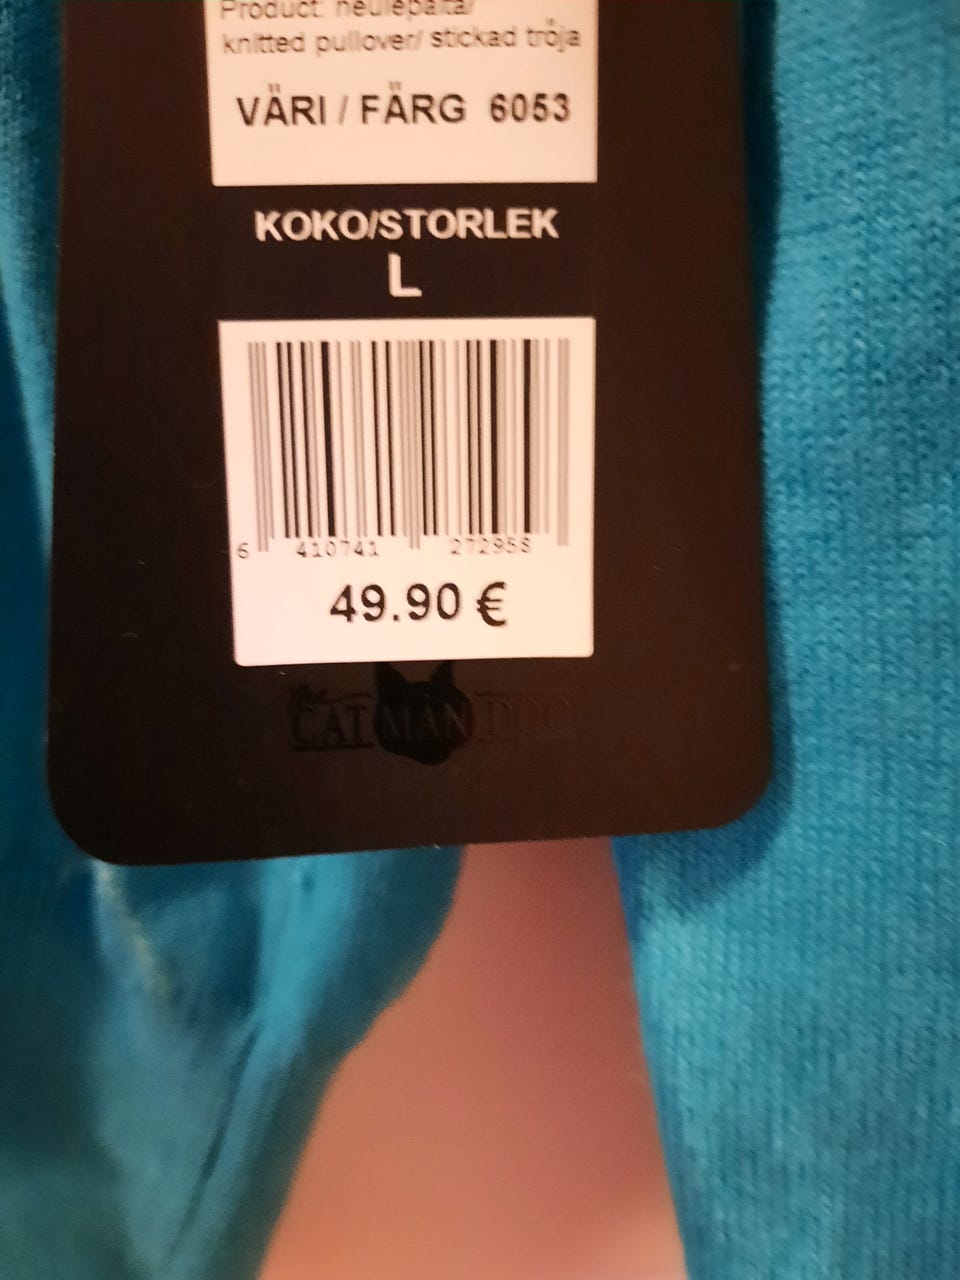 Product: neulepaita/
knitted pullover/ stickad tröja
VÄRI / FÄRG 6053
KOKO/STORLEK
L
6 410741 272958
49.90 €
the
CAT MAN DOO